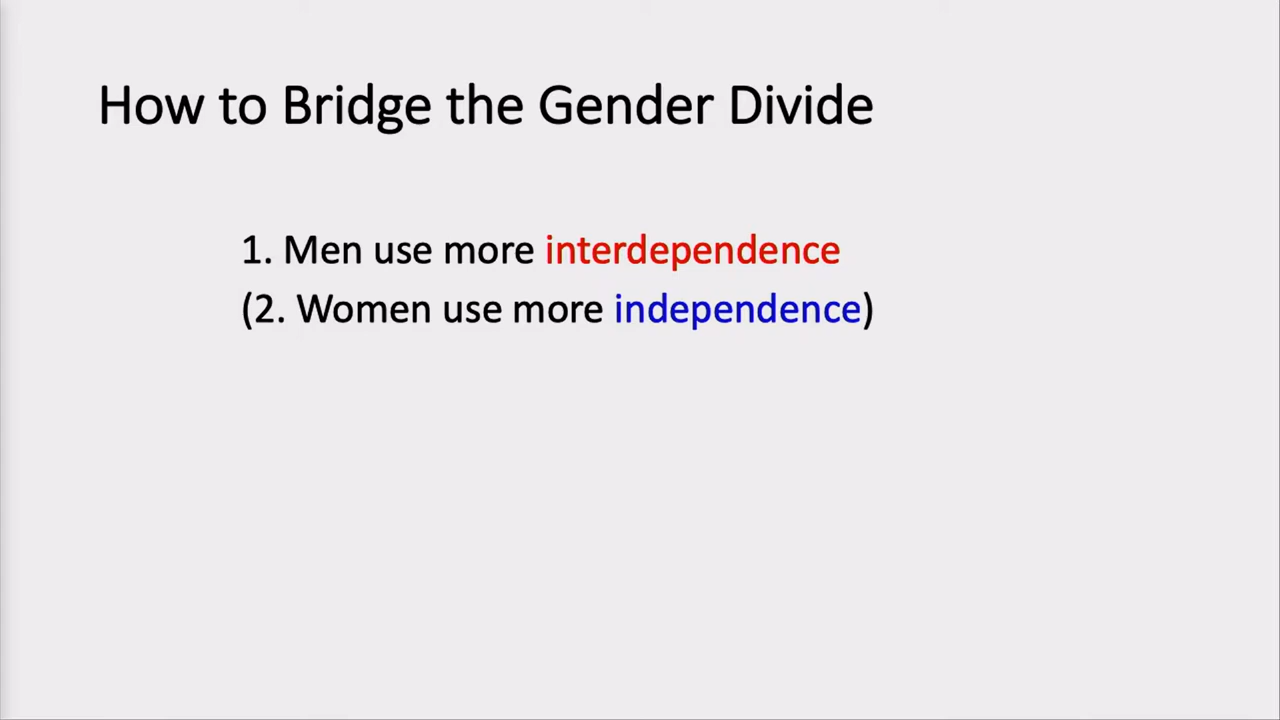 How to Bridge the Gender Divide
1. Men use more interdependence
(2. Women use more independence)